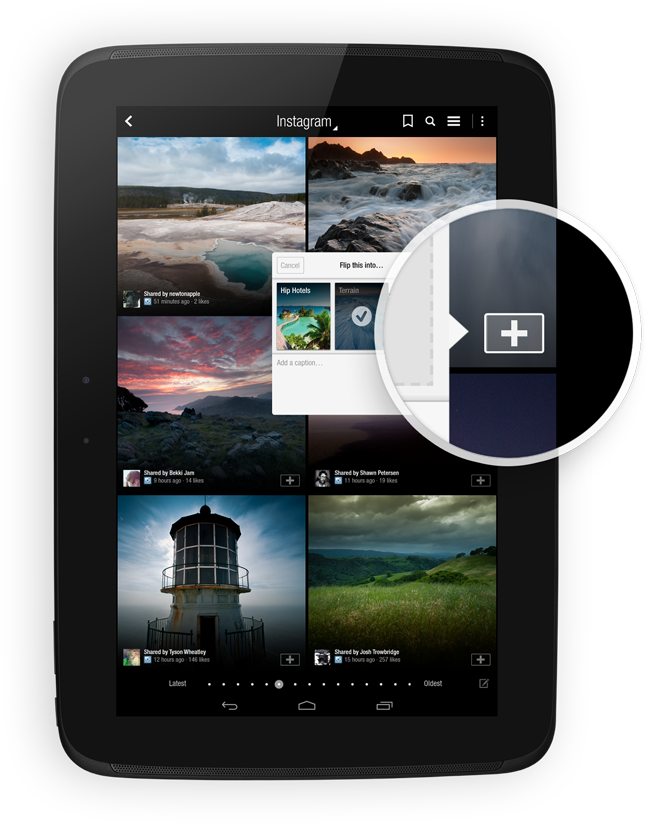 Instagram
Shared by newtonapple
51 minutes ago · 2 likes
Cancel
Flip this into...
Hip Hotels
Terrain
Add a caption...
Shared by Bekki Jam
9 hours ago · 14 likes
Shared by Shawn Petersen
11 hours ago · 19 likes
Shared by Tyson Wheatley
12 hours ago · 146 likes
Shared by Josh Trowbridge
15 hours ago · 257 likes
Latest
Oldest